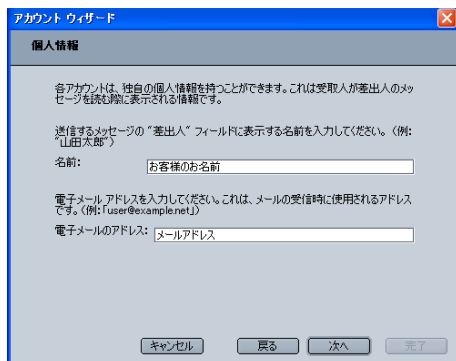 アカウント ウィザード
個人情報
各アカウントは、独自の個人情報を持つことができます。これは受取人が差出人のメッ
セージを読む際に表示される情報です。
送信するメッセージの "差出人" フィールドに表示する名前を入力してください。(例:
"山田太郎")
名前: お客様のお名前
電子メール アドレスを入力してください。これは、メールの受信時に使用されるアドレス
です。(例:「user@example.net」)
電子メールのアドレス: メールアドレス
キャンセル 戻る 次へ 完了